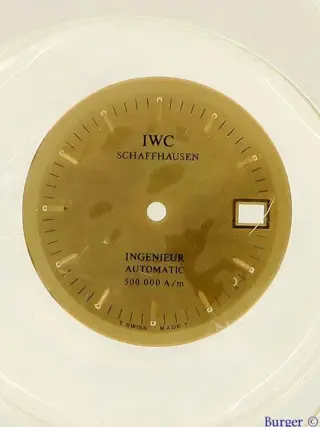 IWC
SCHAFFHAUSEN
INGENIEUR
AUTOMATIC
500 000 A/m
T SWISS MADE T
Burger ©